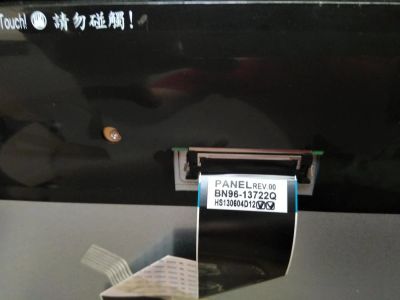 Touch! 請勿碰觸!
PANEL REV.00
BN96-13722Q
HS130604D12